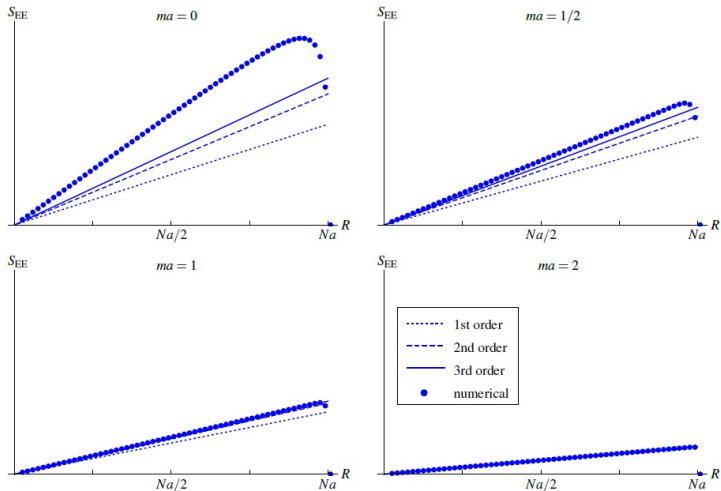 S_EE
ma = 0
Na/2
Na
R
S_EE
ma = 1/2
Na/2
Na
R
S_EE
ma = 1
Na/2
Na
R
S_EE
ma = 2
1st order
2nd order
3rd order
numerical
Na/2
Na
R